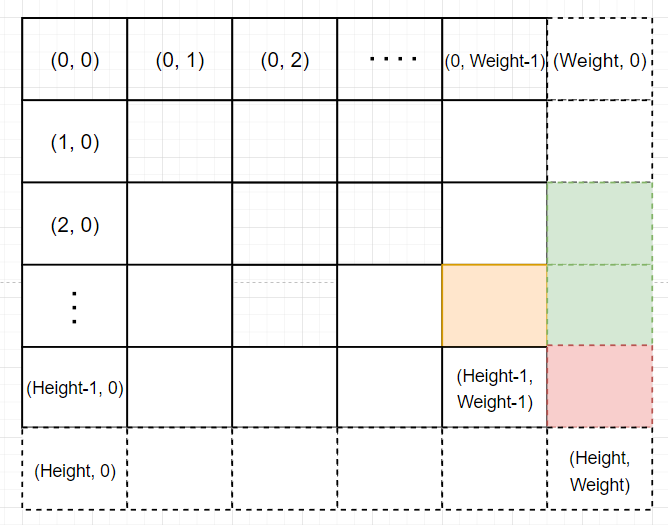 (0, 0) (0, 1) (0, 2) .... (0, Weight-1) (Weight, 0)
(1, 0)
(2, 0)
⋮
(Height-1, 0)
(Height-1,
Weight-1)
(Height, 0)
(Height,
Weight)